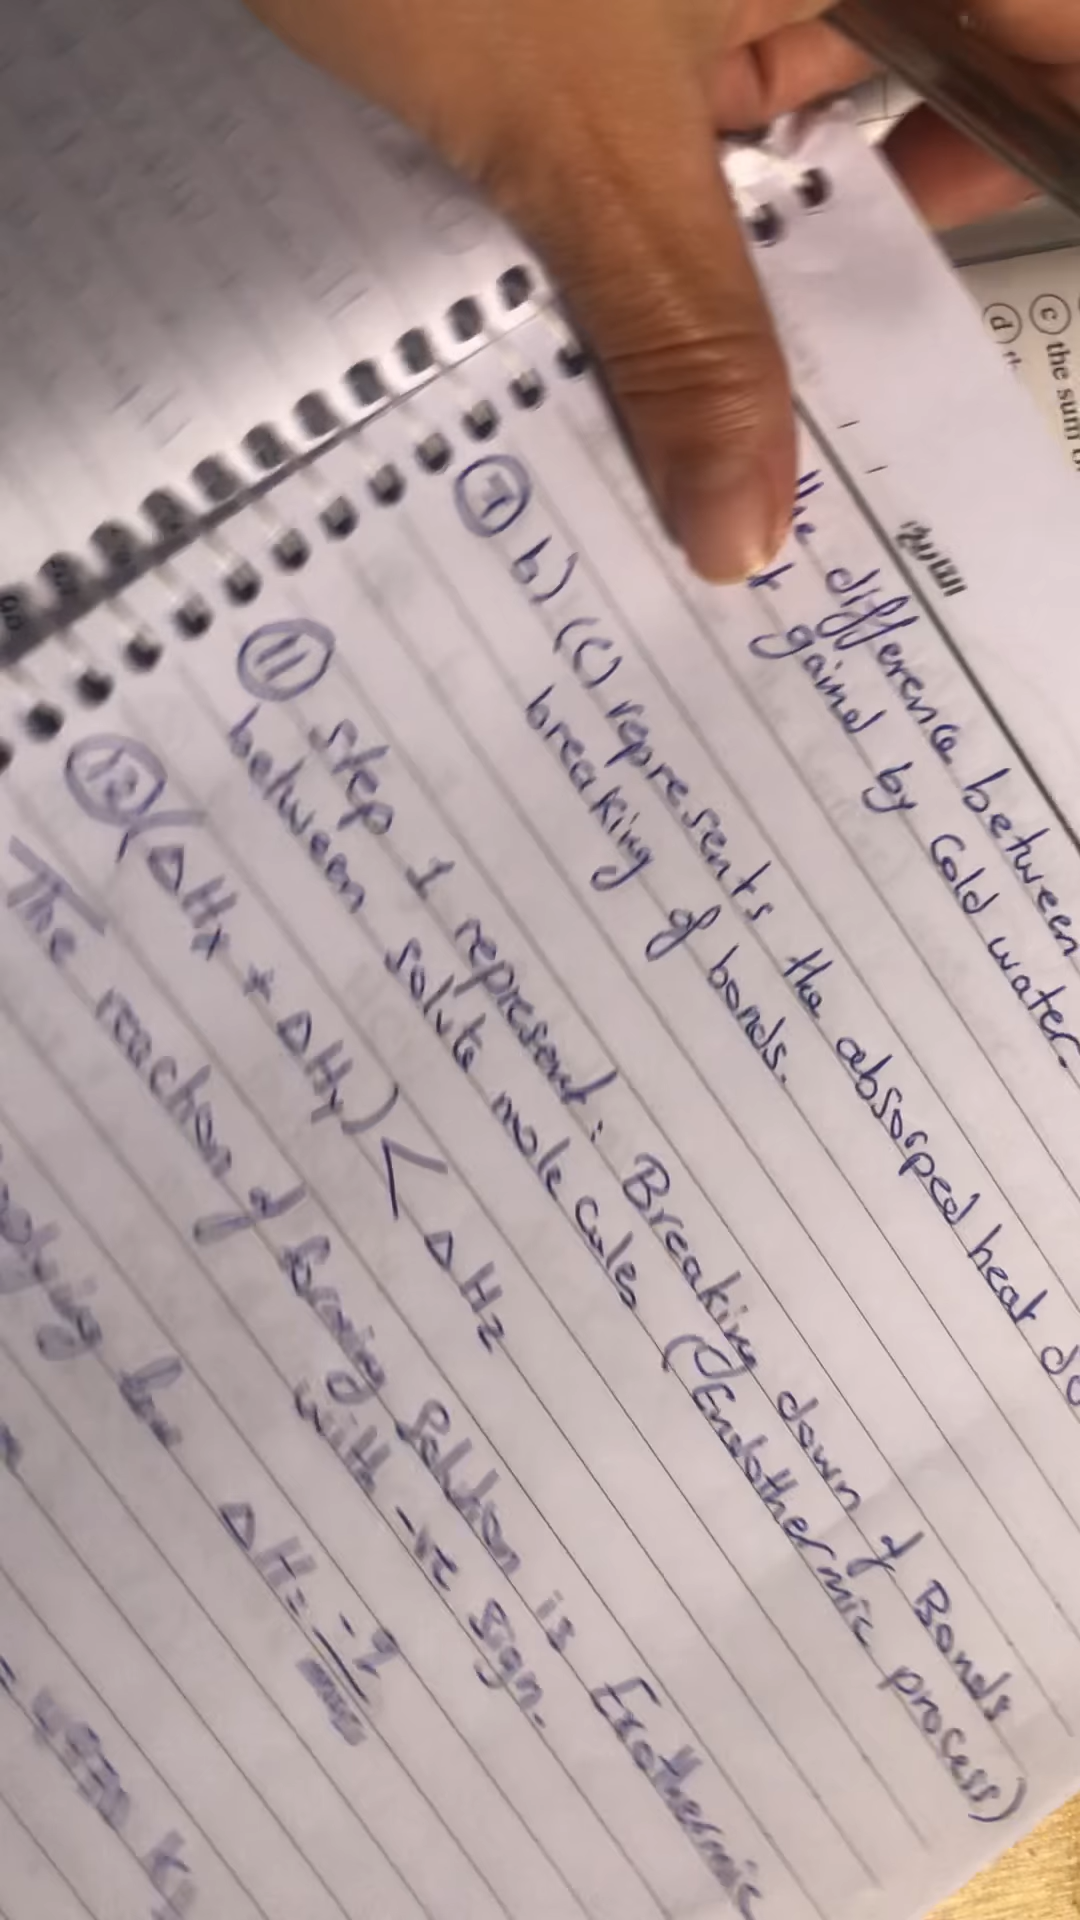 التاريخ
the difference between
gained by cold water.
7 b) (C) represents the absorped heat
breaking of bonds.
11 Step 1 represent: Breaking down of Bonds
between solute molecules (Endothermic process)
12 (ΔHx + ΔHy) < ΔHz
The reaction of forming solution is Exothermic
with -ve sign.
ΔH = -q
c the sum
d